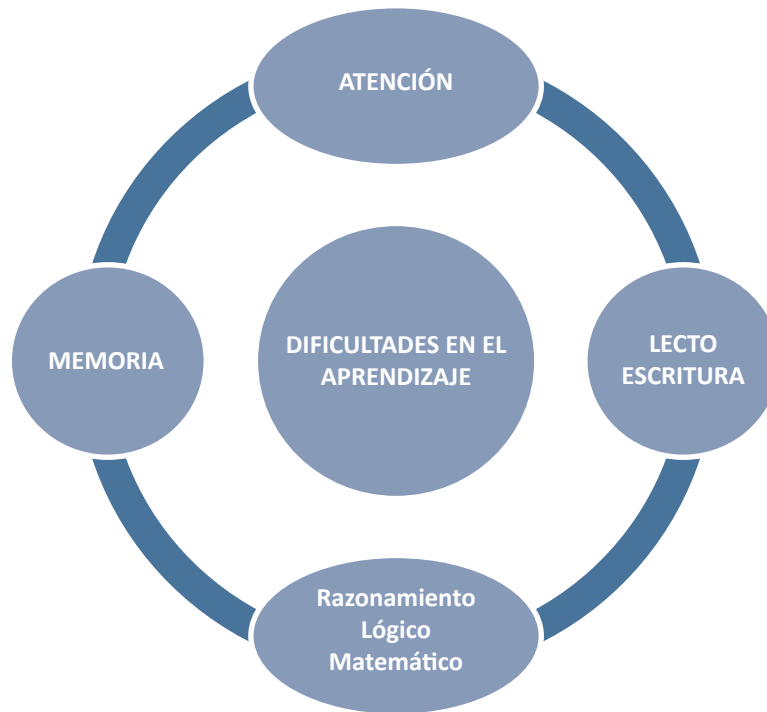 ATENCIÓN
MEMORIA
DIFICULTADES EN EL
APRENDIZAJE
LECTO
ESCRITURA
Razonamiento
Lógico
Matemático